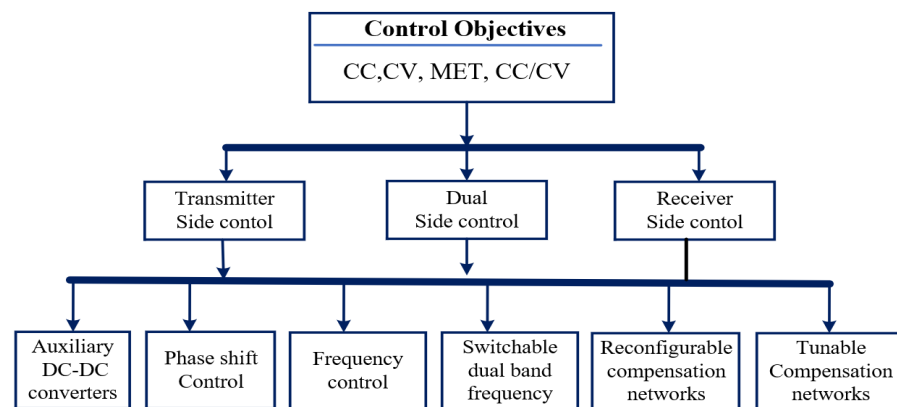 Control Objectives
CC,CV, MET, CC/CV
Transmitter
Side contol
Dual
Side control
Receiver
Side contol
Auxiliary
DC-DC
converters
Phase shift
Control
Frequency
control
Switchable
dual band
frequency
Reconfigurable
compensation
networks
Tunable
Compensation
networks